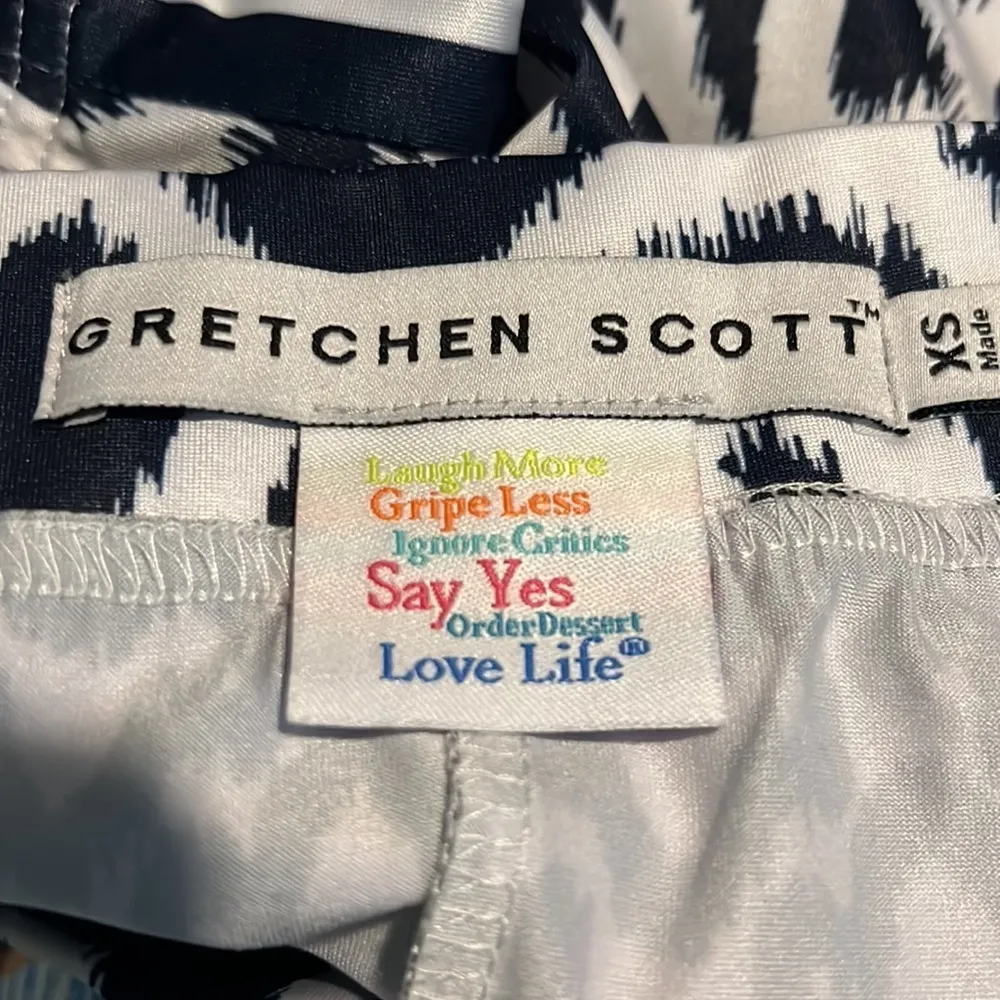 GRETCHEN SCOTT™
XS
Made
Laugh More
Gripe Less
Ignore Critics
Say Yes
Order Dessert
Love Life®